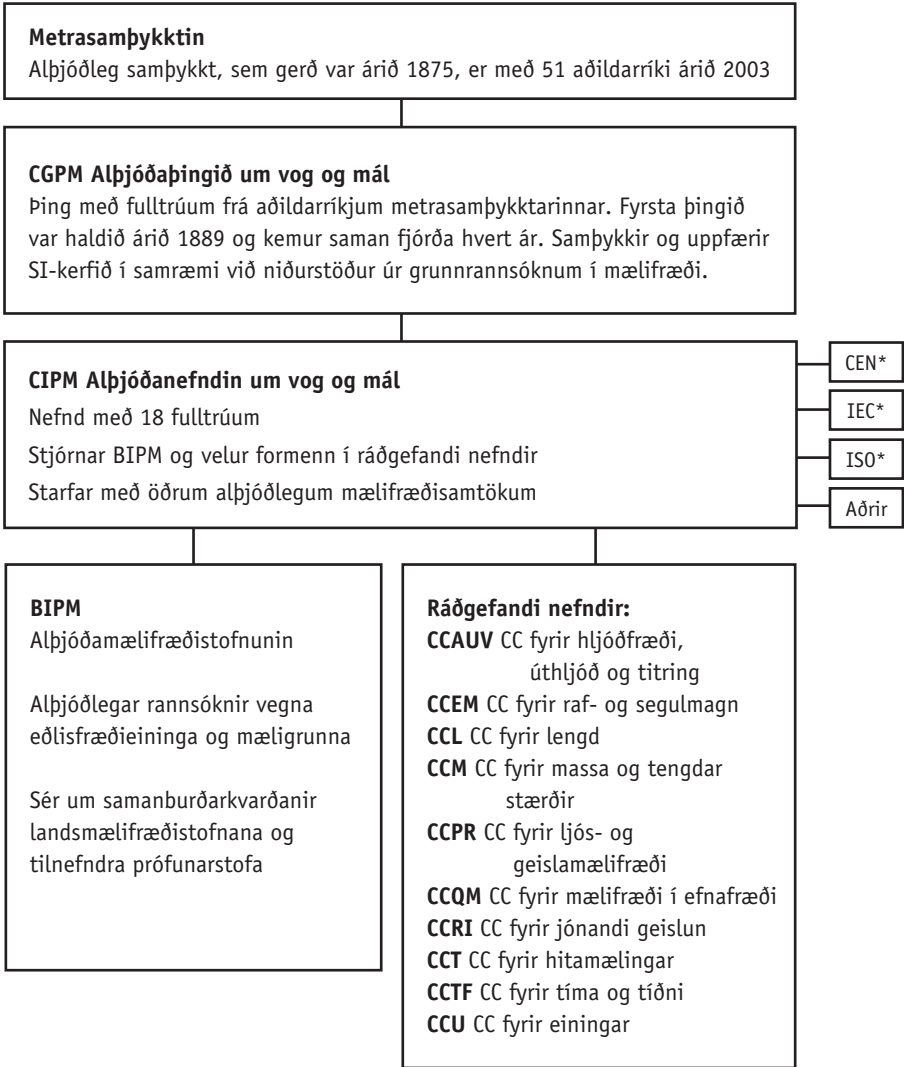 Metrasamþykktin
Alþjóðleg samþykkt, sem gerð var árið 1875, er með 51 aðildarríki árið 2003
CGPM Alþjóðaþingið um vog og mál
Þing með fulltrúum frá aðildarríkjum metrasamþykktarinnar. Fyrsta þingið
var haldið árið 1889 og kemur saman fjórða hvert ár. Samþykkir og uppfærir
SI-kerfið í samræmi við niðurstöður úr grunnrannsóknum í mælifræði.
CIPM Alþjóðanefndin um vog og mál
Nefnd með 18 fulltrúum
Stjórnar BIPM og velur formenn í ráðgefandi nefndir
Starfar með öðrum alþjóðlegum mælifræðisamtökum
CEN*
IEC*
ISO*
Aðrir
BIPM
Alþjóðamælifræðistofnunin
Alþjóðlegar rannsóknir vegna
eðlisfræðieininga og mæligrunna
Sér um samanburðarkvarðanir
landsmælifræðistofnana og
tilnefndra prófunarstofa
Ráðgefandi nefndir:
CCAUV CC fyrir hljóðfræði,
úthljóð og titring
CCEM CC fyrir raf- og segulmagn
CCL CC fyrir lengd
CCM CC fyrir massa og tengdar
stærðir
CCPR CC fyrir ljós- og
geislamælifræði
CCQM CC fyrir mælifræði í efnafræði
CCRI CC fyrir jónandi geislun
CCT CC fyrir hitamælingar
CCTF CC fyrir tíma og tíðni
CCU CC fyrir einingar